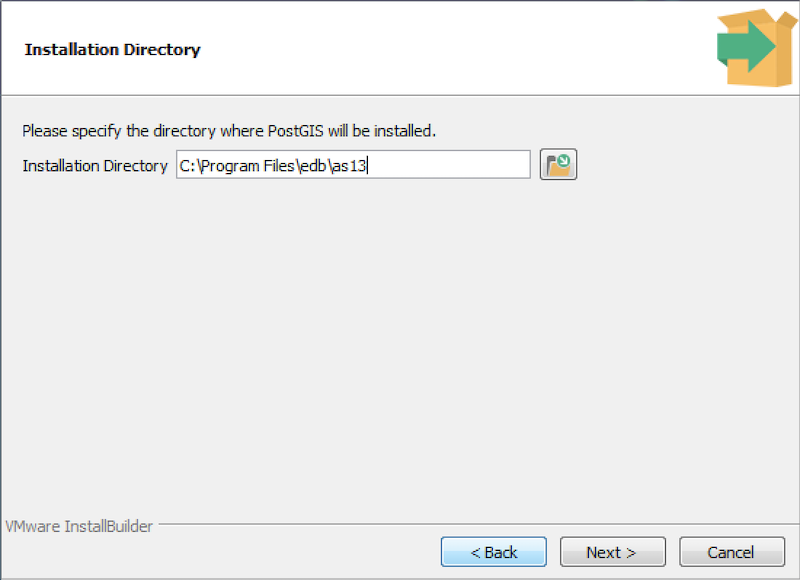 Installation Directory
Please specify the directory where PostGIS will be installed.
Installation Directory C:\Program Files\edb\as13
VMware InstallBuilder
< Back Next > Cancel